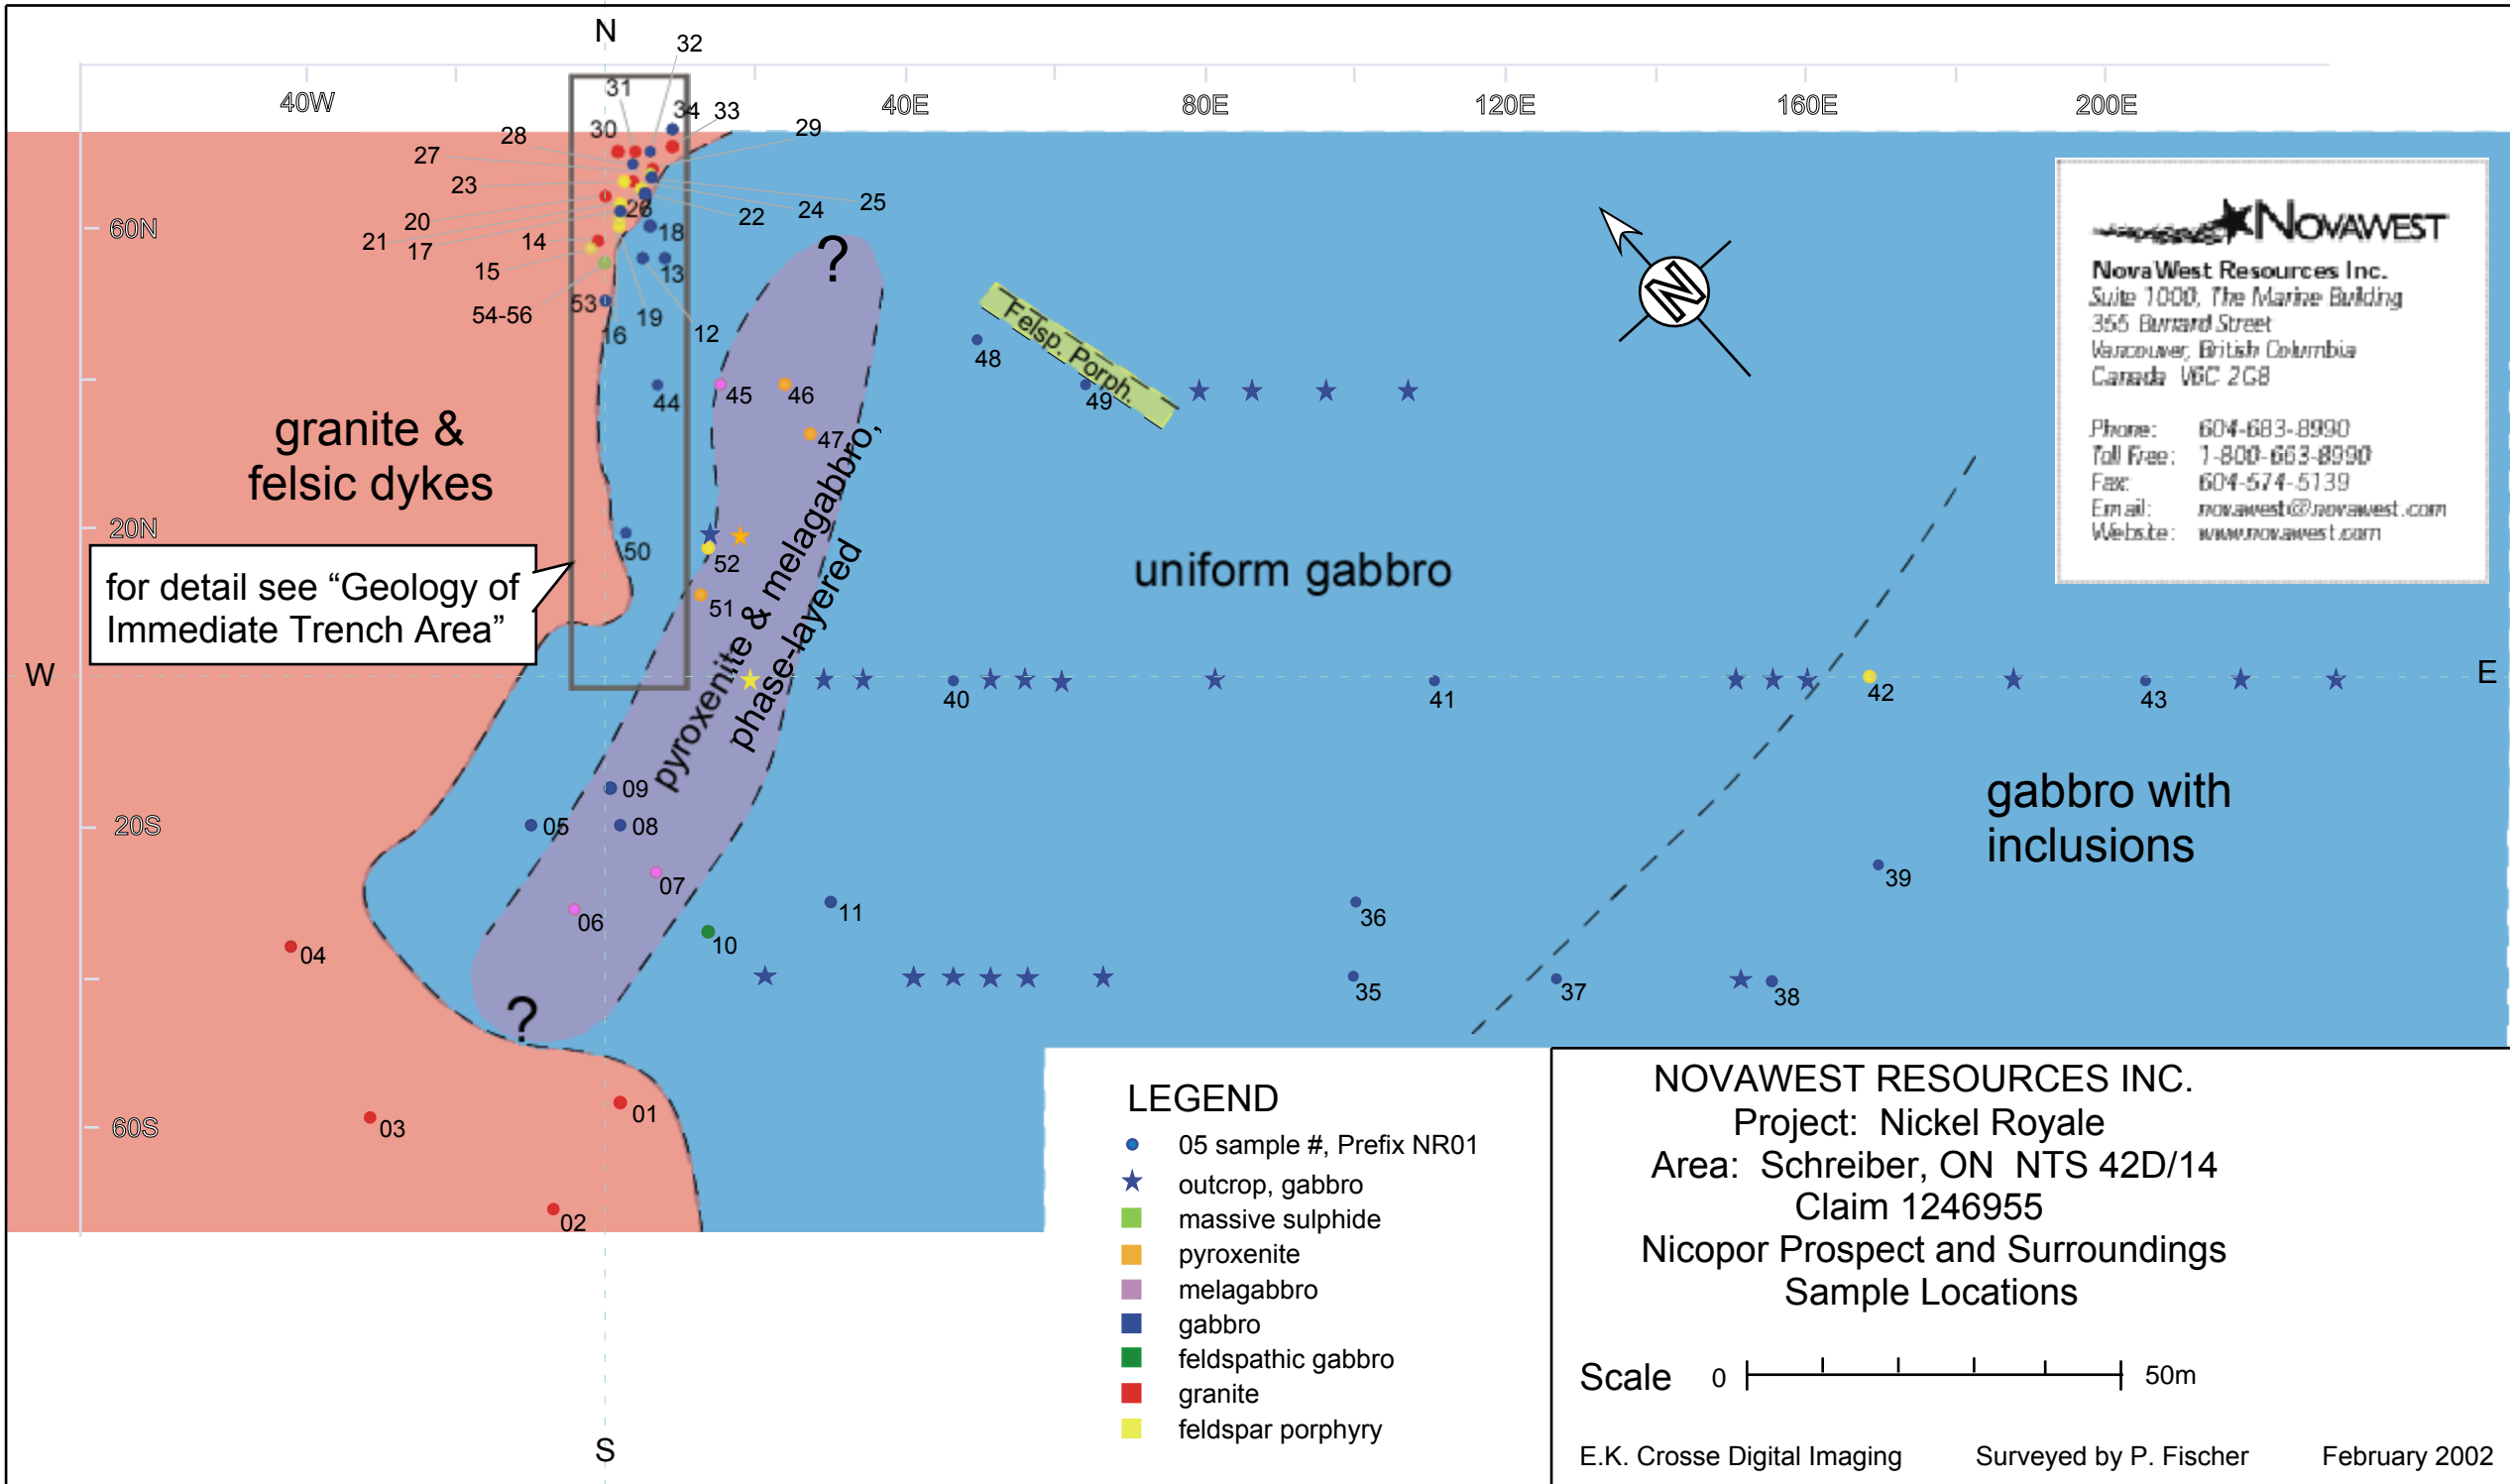 N
32
31
40W
40E
80E
120E
160E
200E
34
33
30
29
28
27
23
25
24
22
26
20
21
17
14
18
15
13
60N
54-56
53
19
12
16
?
NOVAWEST
NovaWest Resources Inc.
Suite 1000, The Marine Building
355 Burrard Street
Vancouver, British Columbia
Canada V6C 2G8
Phone: 604-683-8990
Toll Free: 1-800-663-8990
Fax: 604-574-5139
Email: novawest@novawest.com
Website: www.novawest.com
N
Felsp. Porph.
48
49
44
45
46
47
granite &
felsic dykes
20N
50
52
51
for detail see “Geology of
Immediate Trench Area”
pyroxenite & melagabbro,
phase-layered
uniform gabbro
W
E
40
41
42
43
09
05
08
20S
gabbro with
inclusions
07
06
39
11
36
10
04
35
37
38
?
01
03
60S
02
LEGEND
05 sample #, Prefix NR01
outcrop, gabbro
massive sulphide
pyroxenite
melagabbro
gabbro
feldspathic gabbro
granite
feldspar porphyry
S
NOVAWEST RESOURCES INC.
Project: Nickel Royale
Area: Schreiber, ON NTS 42D/14
Claim 1246955
Nicopor Prospect and Surroundings
Sample Locations
Scale 0 50m
E.K. Crosse Digital Imaging Surveyed by P. Fischer February 2002